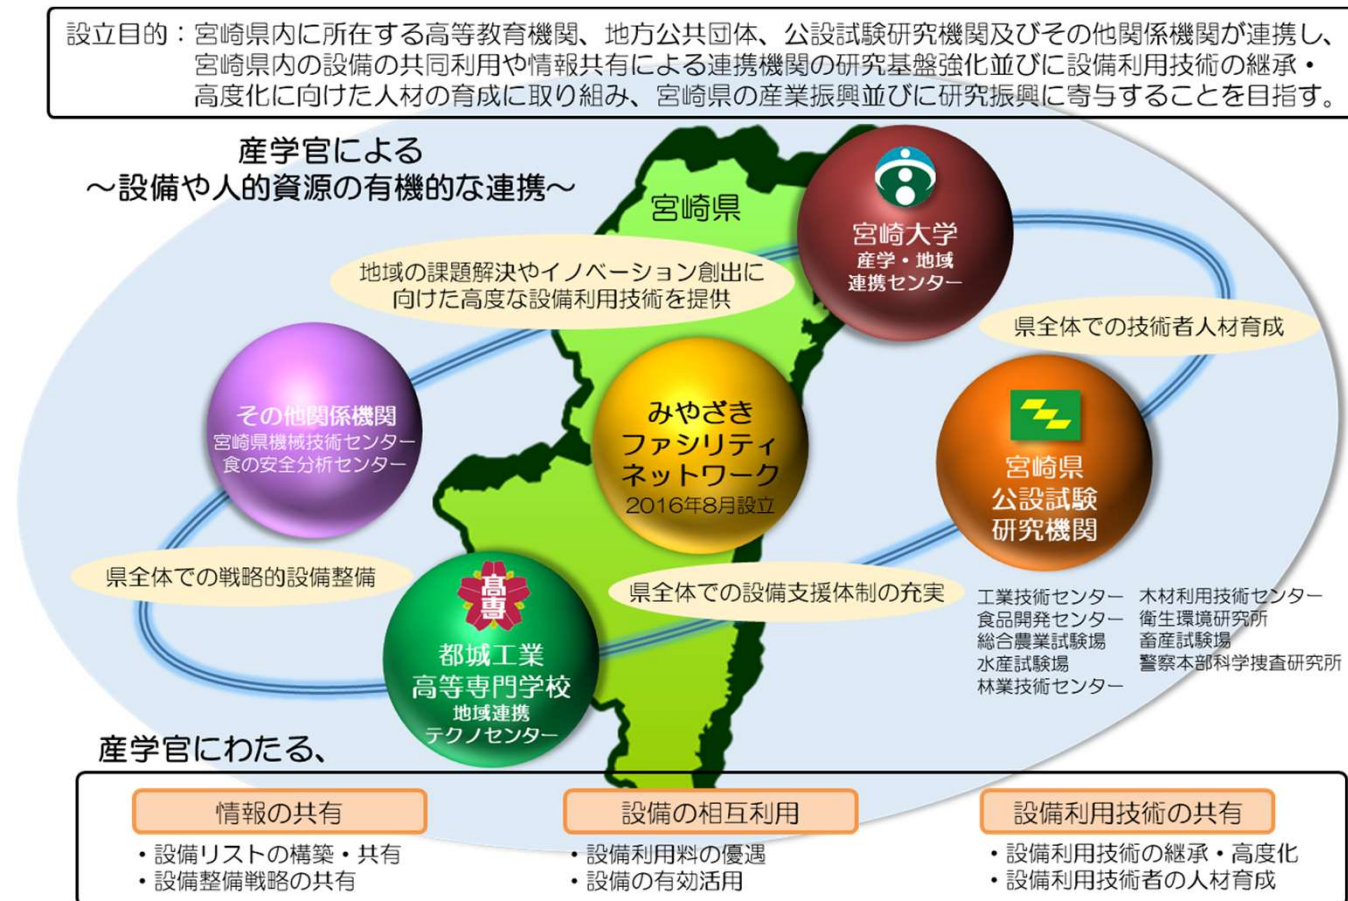 設立目的：宮崎県内に所在する高等教育機関、地方公共団体、公設試験研究機関及びその他関係機関が連携し、
宮崎県内の設備の共同利用や情報共有による連携機関の研究基盤強化並びに設備利用技術の継承・
高度化に向けた人材の育成に取り組み、宮崎県の産業振興並びに研究振興に寄与することを目指す。
産学官による
～設備や人的資源の有機的な連携～
宮崎県
宮崎大学
産学・地域
連携センター
地域の課題解決やイノベーション創出に
向けた高度な設備利用技術を提供
県全体での技術者人材育成
その他関係機関
宮崎県機械技術センター
食の安全分析センター
みやざき
ファシリティ
ネットワーク
2016年8月設立
宮崎県
公設試験
研究機関
県全体での戦略的設備整備
県全体での設備支援体制の充実
高専
都城工業
高等専門学校
地域連携
テクノセンター
工業技術センター
食品開発センター
総合農業試験場
水産試験場
林業技術センター
木材利用技術センター
衛生環境研究所
畜産試験場
警察本部科学捜査研究所
産学官にわたる、
情報の共有
・設備リストの構築・共有
・設備整備戦略の共有
設備の相互利用
・設備利用料の優遇
・設備の有効活用
設備利用技術の共有
・設備利用技術の継承・高度化
・設備利用技術者の人材育成